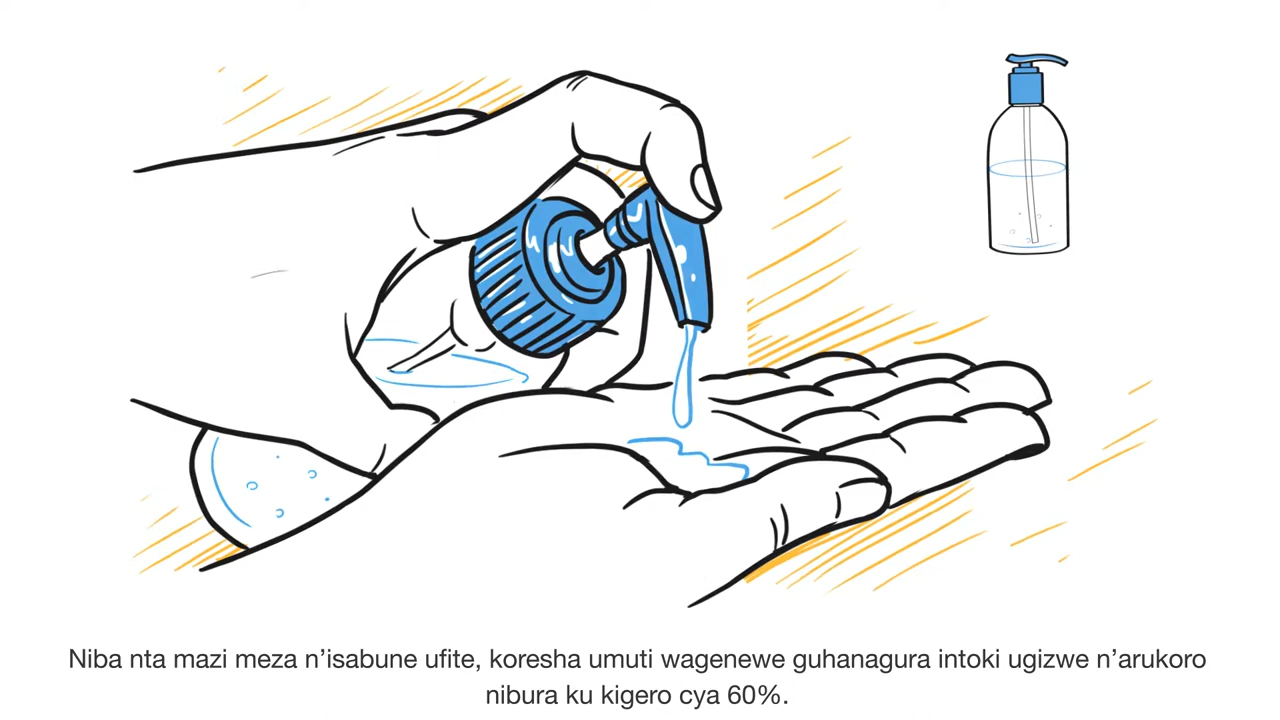 Niba nta mazi meza n’isabune ufite, koresha umuti wagenewe guhanagura intoki ugizwe n’arukoro
nibura ku kigero cya 60%.